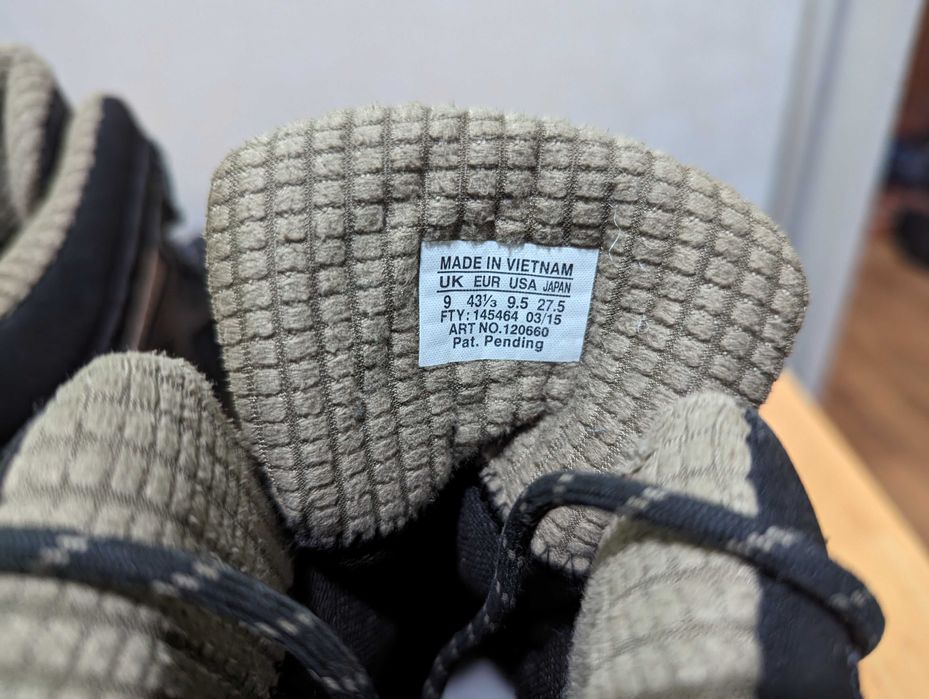 MADE IN VIETNAM
UK EUR USA JAPAN
9 43⅓ 9.5 27.5
FTY: 145464 03/15
ART NO.120660
Pat. Pending